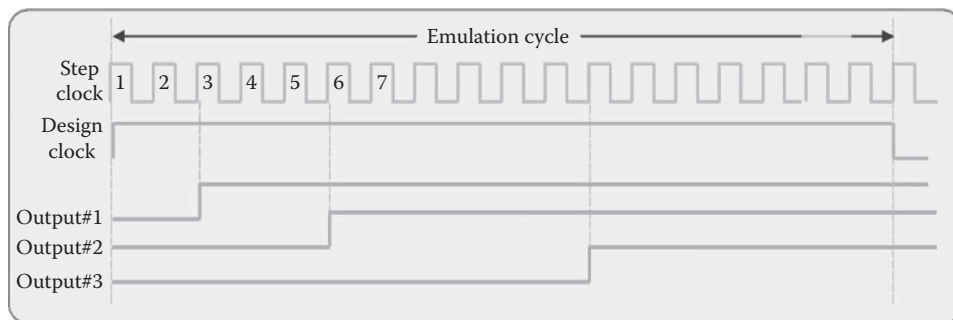 Emulation cycle
Step
clock
1 2 3 4 5 6 7
Design
clock
Output#1
Output#2
Output#3